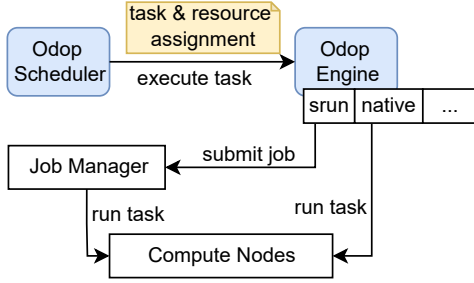 task & resource
assignment
Odop
Scheduler
execute task
Odop
Engine
srun
native
...
submit job
Job Manager
run task
run task
Compute Nodes